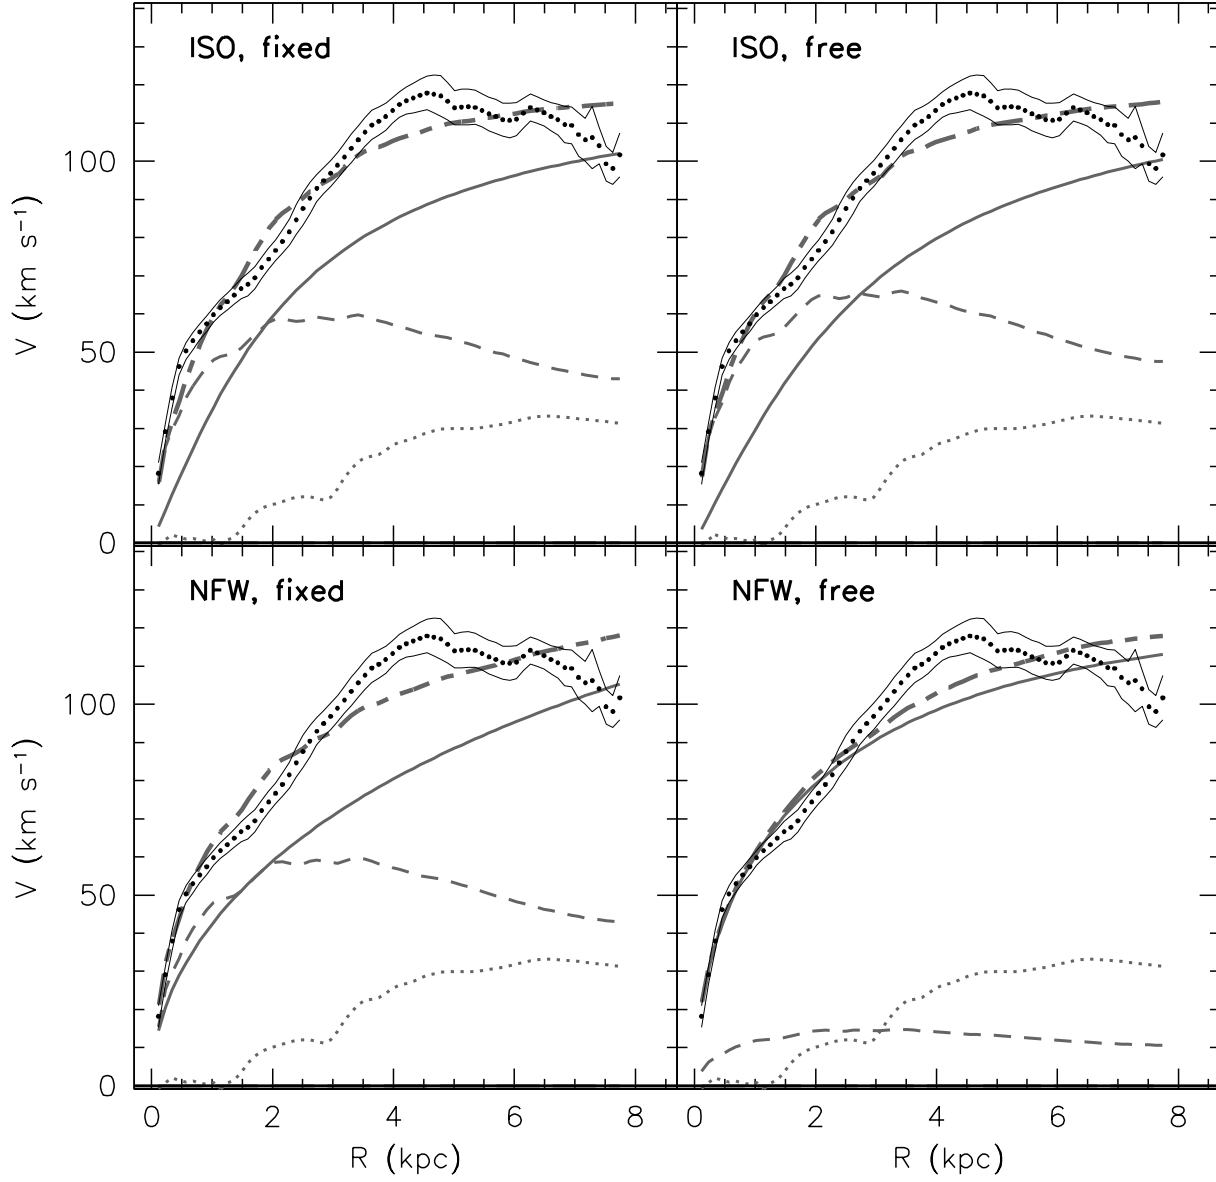 ISO, fixed
ISO, free
100
50
0
V (km s⁻¹)
NFW, fixed
NFW, free
100
50
0
V (km s⁻¹)
0 2 4 6 8 0 2 4 6 8
R (kpc) R (kpc)